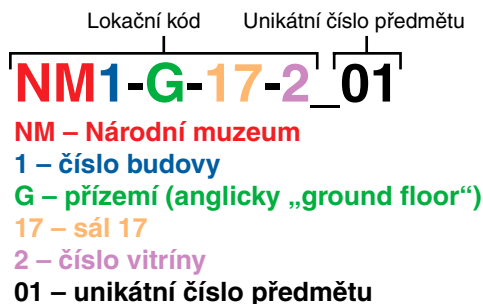 Lokační kód Unikátní číslo předmětu
NM1-G-17-2_01
NM – Národní muzeum
1 – číslo budovy
G – přízemí (anglicky „ground floor“)
17 – sál 17
2 – číslo vitríny
01 – unikátní číslo předmětu